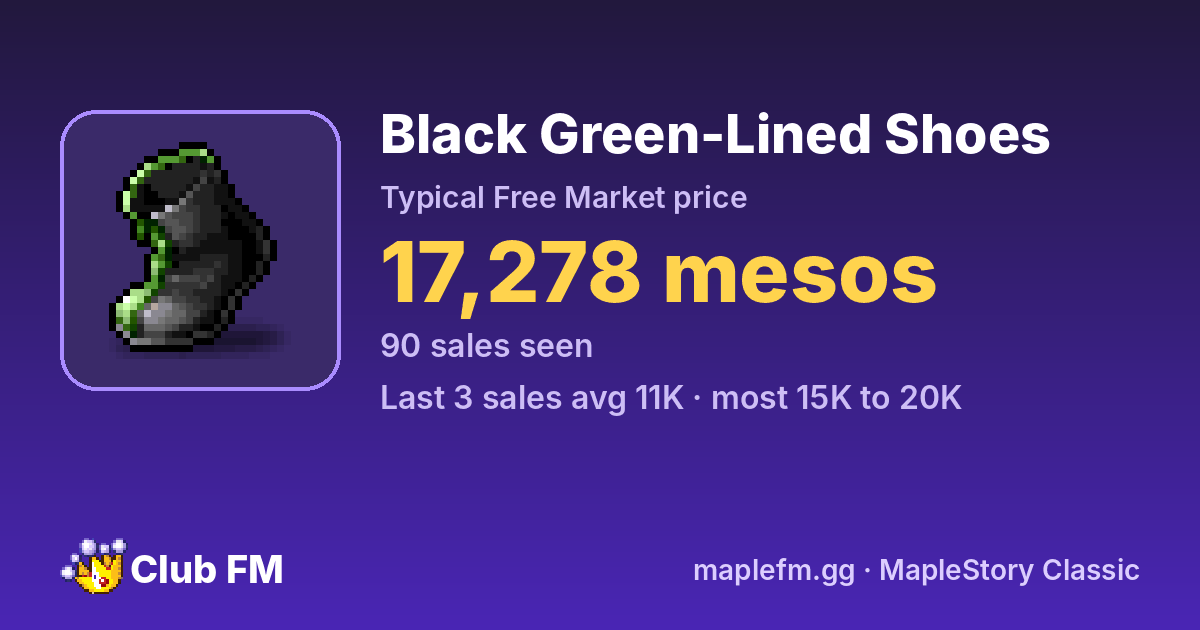 Black Green-Lined Shoes
Typical Free Market price
17,278 mesos
90 sales seen
Last 3 sales avg 11K · most 15K to 20K
Club FM
maplefm.gg · MapleStory Classic